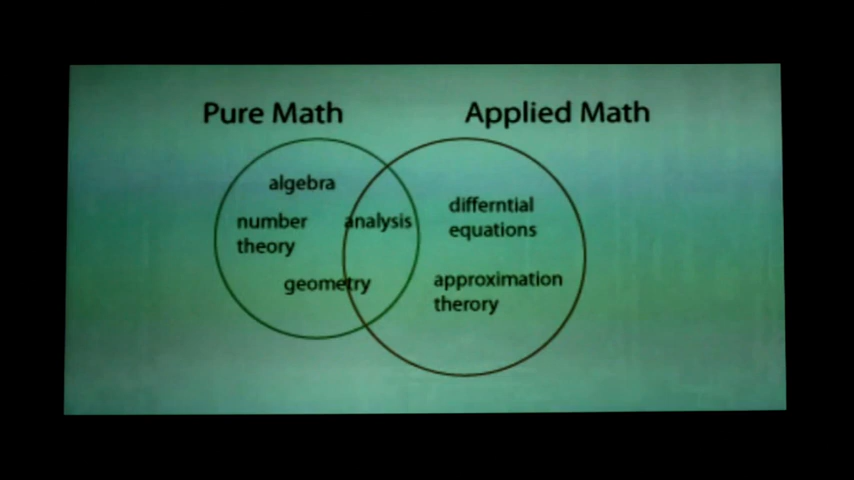 Pure Math
Applied Math
algebra
number
theory
analysis
geometry
differntial
equations
approximation
therory